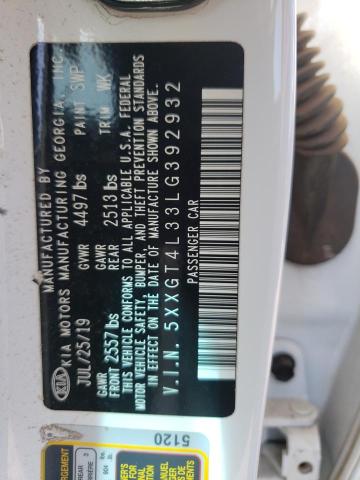 KIA
MANUFACTURED BY
KIA MOTORS MANUFACTURING GEORGIA, INC.
JUL/25/19 GVWR 4497 lbs PAINT SWP
GAWR GAWR TRIM WK
FRONT 2557 lbs REAR 2513 lbs
THIS VEHICLE CONFORMS TO ALL APPLICABLE U.S.A. FEDERAL
MOTOR VEHICLE SAFETY, BUMPER, AND THEFT PREVENTION STANDARDS
IN EFFECT ON THE DATE OF MANUFACTURE SHOWN ABOVE.
V.I.N. 5XXGT4L33LG392932
PASSENGER CAR
5120
REAR
MANUAL